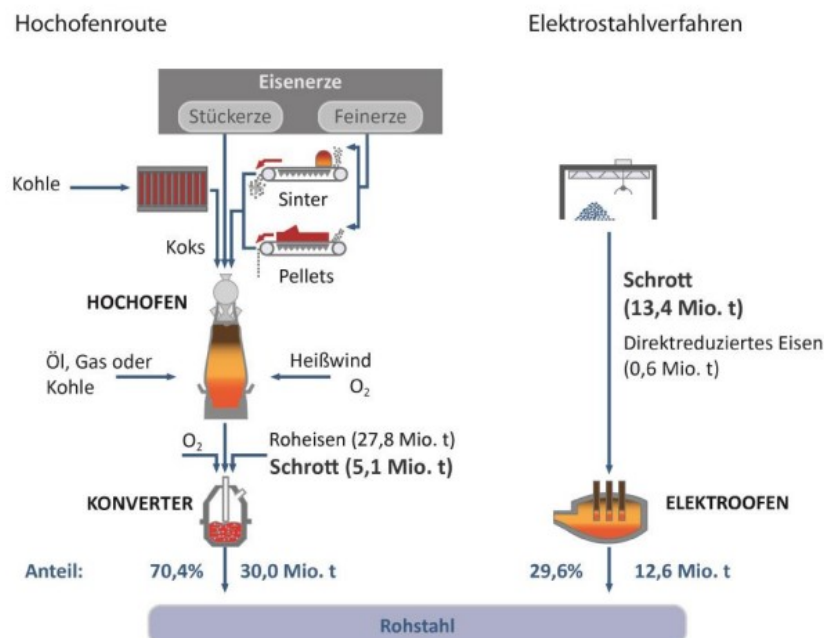 Hochofenroute
Elektrostahlverfahren
Eisenerze
Stückerze
Feinerze
Kohle
Sinter
Koks
Pellets
HOCHOFEN
Schrott
(13,4 Mio. t)
Direktreduziertes Eisen
(0,6 Mio. t)
Öl, Gas oder
Kohle
Heißwind
O₂
O₂
Roheisen (27,8 Mio. t)
Schrott (5,1 Mio. t)
KONVERTER
ELEKTROOFEN
Anteil: 70,4% 30,0 Mio. t 29,6% 12,6 Mio. t
Rohstahl